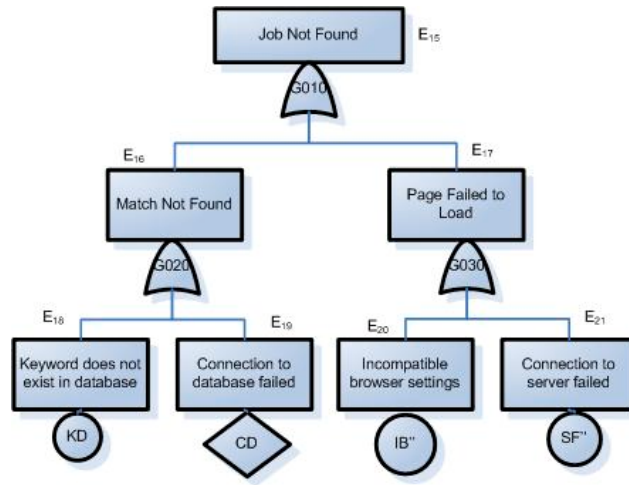 Job Not Found
E15
G010
E16
E17
Match Not Found
Page Failed to
Load
G020
G030
E18
E19
E20
E21
Keyword does not
exist in database
Connection to
database failed
Incompatible
browser settings
Connection to
server failed
KD
CD
IB"
SF"